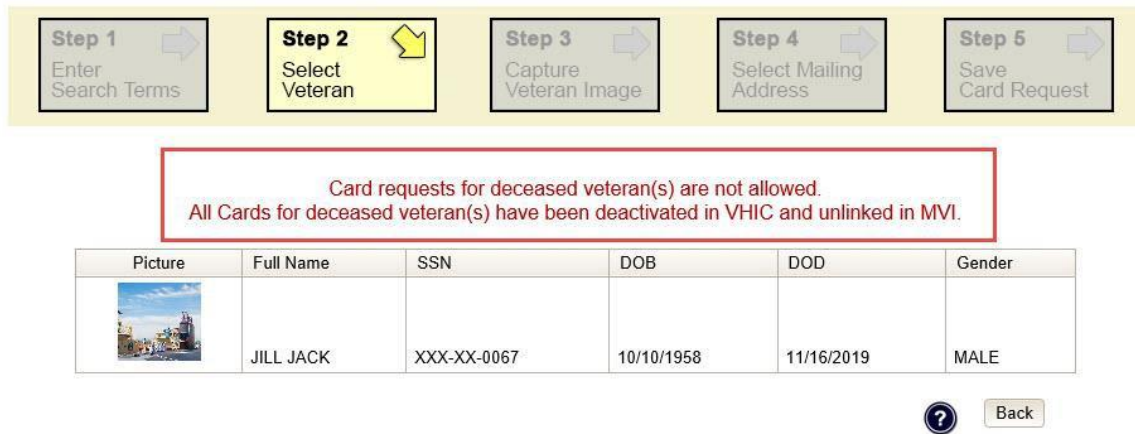 Step 1
Enter
Search Terms
Step 2
Select
Veteran
Step 3
Capture
Veteran Image
Step 4
Select Mailing
Address
Step 5
Save
Card Request
Card requests for deceased veteran(s) are not allowed.
All Cards for deceased veteran(s) have been deactivated in VHIC and unlinked in MVI.
Picture Full Name SSN DOB DOD Gender
JILL JACK XXX-XX-0067 10/10/1958 11/16/2019 MALE
? Back